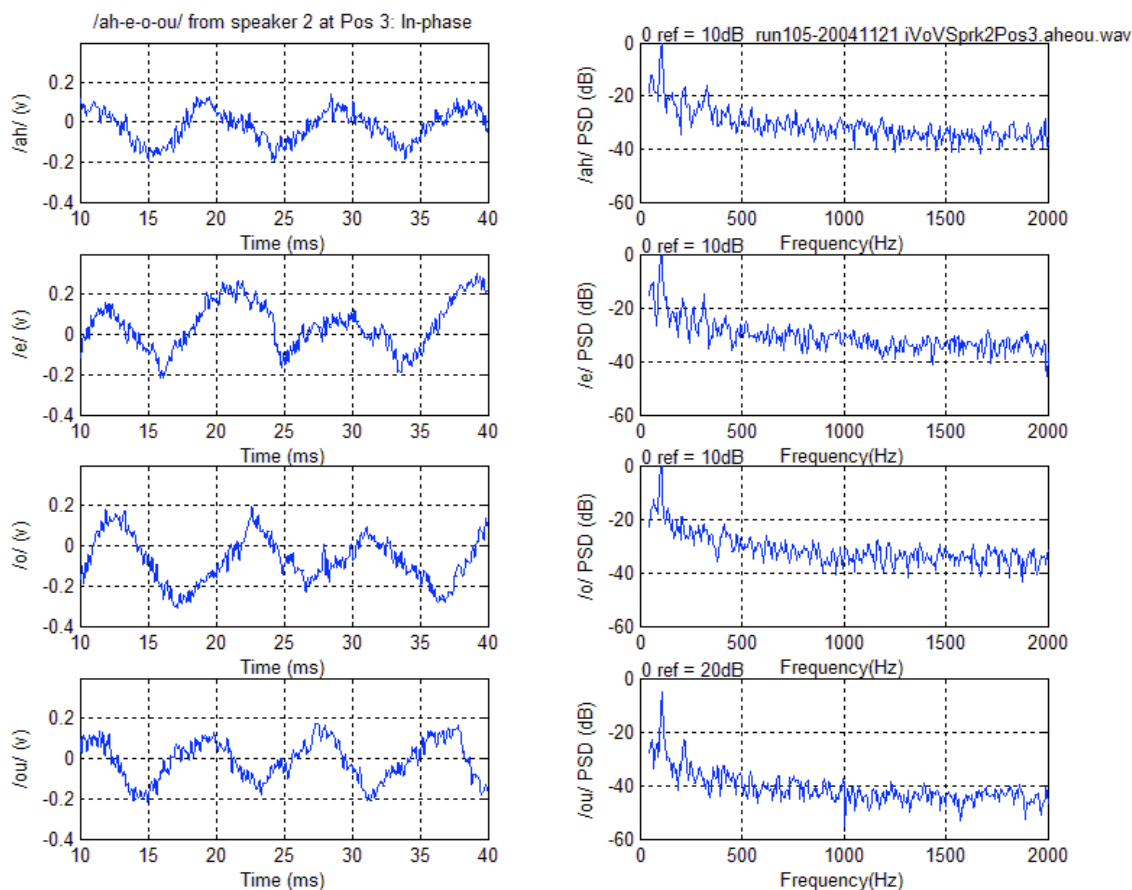 /ah-e-o-ou/ from speaker 2 at Pos 3: In-phase
0.2
0
-0.2
-0.4
/ah/ (v)
10 15 20 25 30 35 40
Time (ms)
0 ref = 10dB run105-20041121 iVoVSprk2Pos3.aheou.wav
0
-20
-40
-60
/ah/ PSD (dB)
0 500 1000 1500 2000
Frequency(Hz)
0.2
0
-0.2
-0.4
/e/ (v)
10 15 20 25 30 35 40
Time (ms)
0 ref = 10dB
0
-20
-40
-60
/e/ PSD (dB)
0 500 1000 1500 2000
Frequency(Hz)
0.2
0
-0.2
-0.4
/o/ (v)
10 15 20 25 30 35 40
Time (ms)
0 ref = 10dB
0
-20
-40
-60
/o/ PSD (dB)
0 500 1000 1500 2000
Frequency(Hz)
0.2
0
-0.2
-0.4
/ou/ (v)
10 15 20 25 30 35 40
Time (ms)
0 ref = 20dB
0
-20
-40
-60
/ou/ PSD (dB)
0 500 1000 1500 2000
Frequency(Hz)